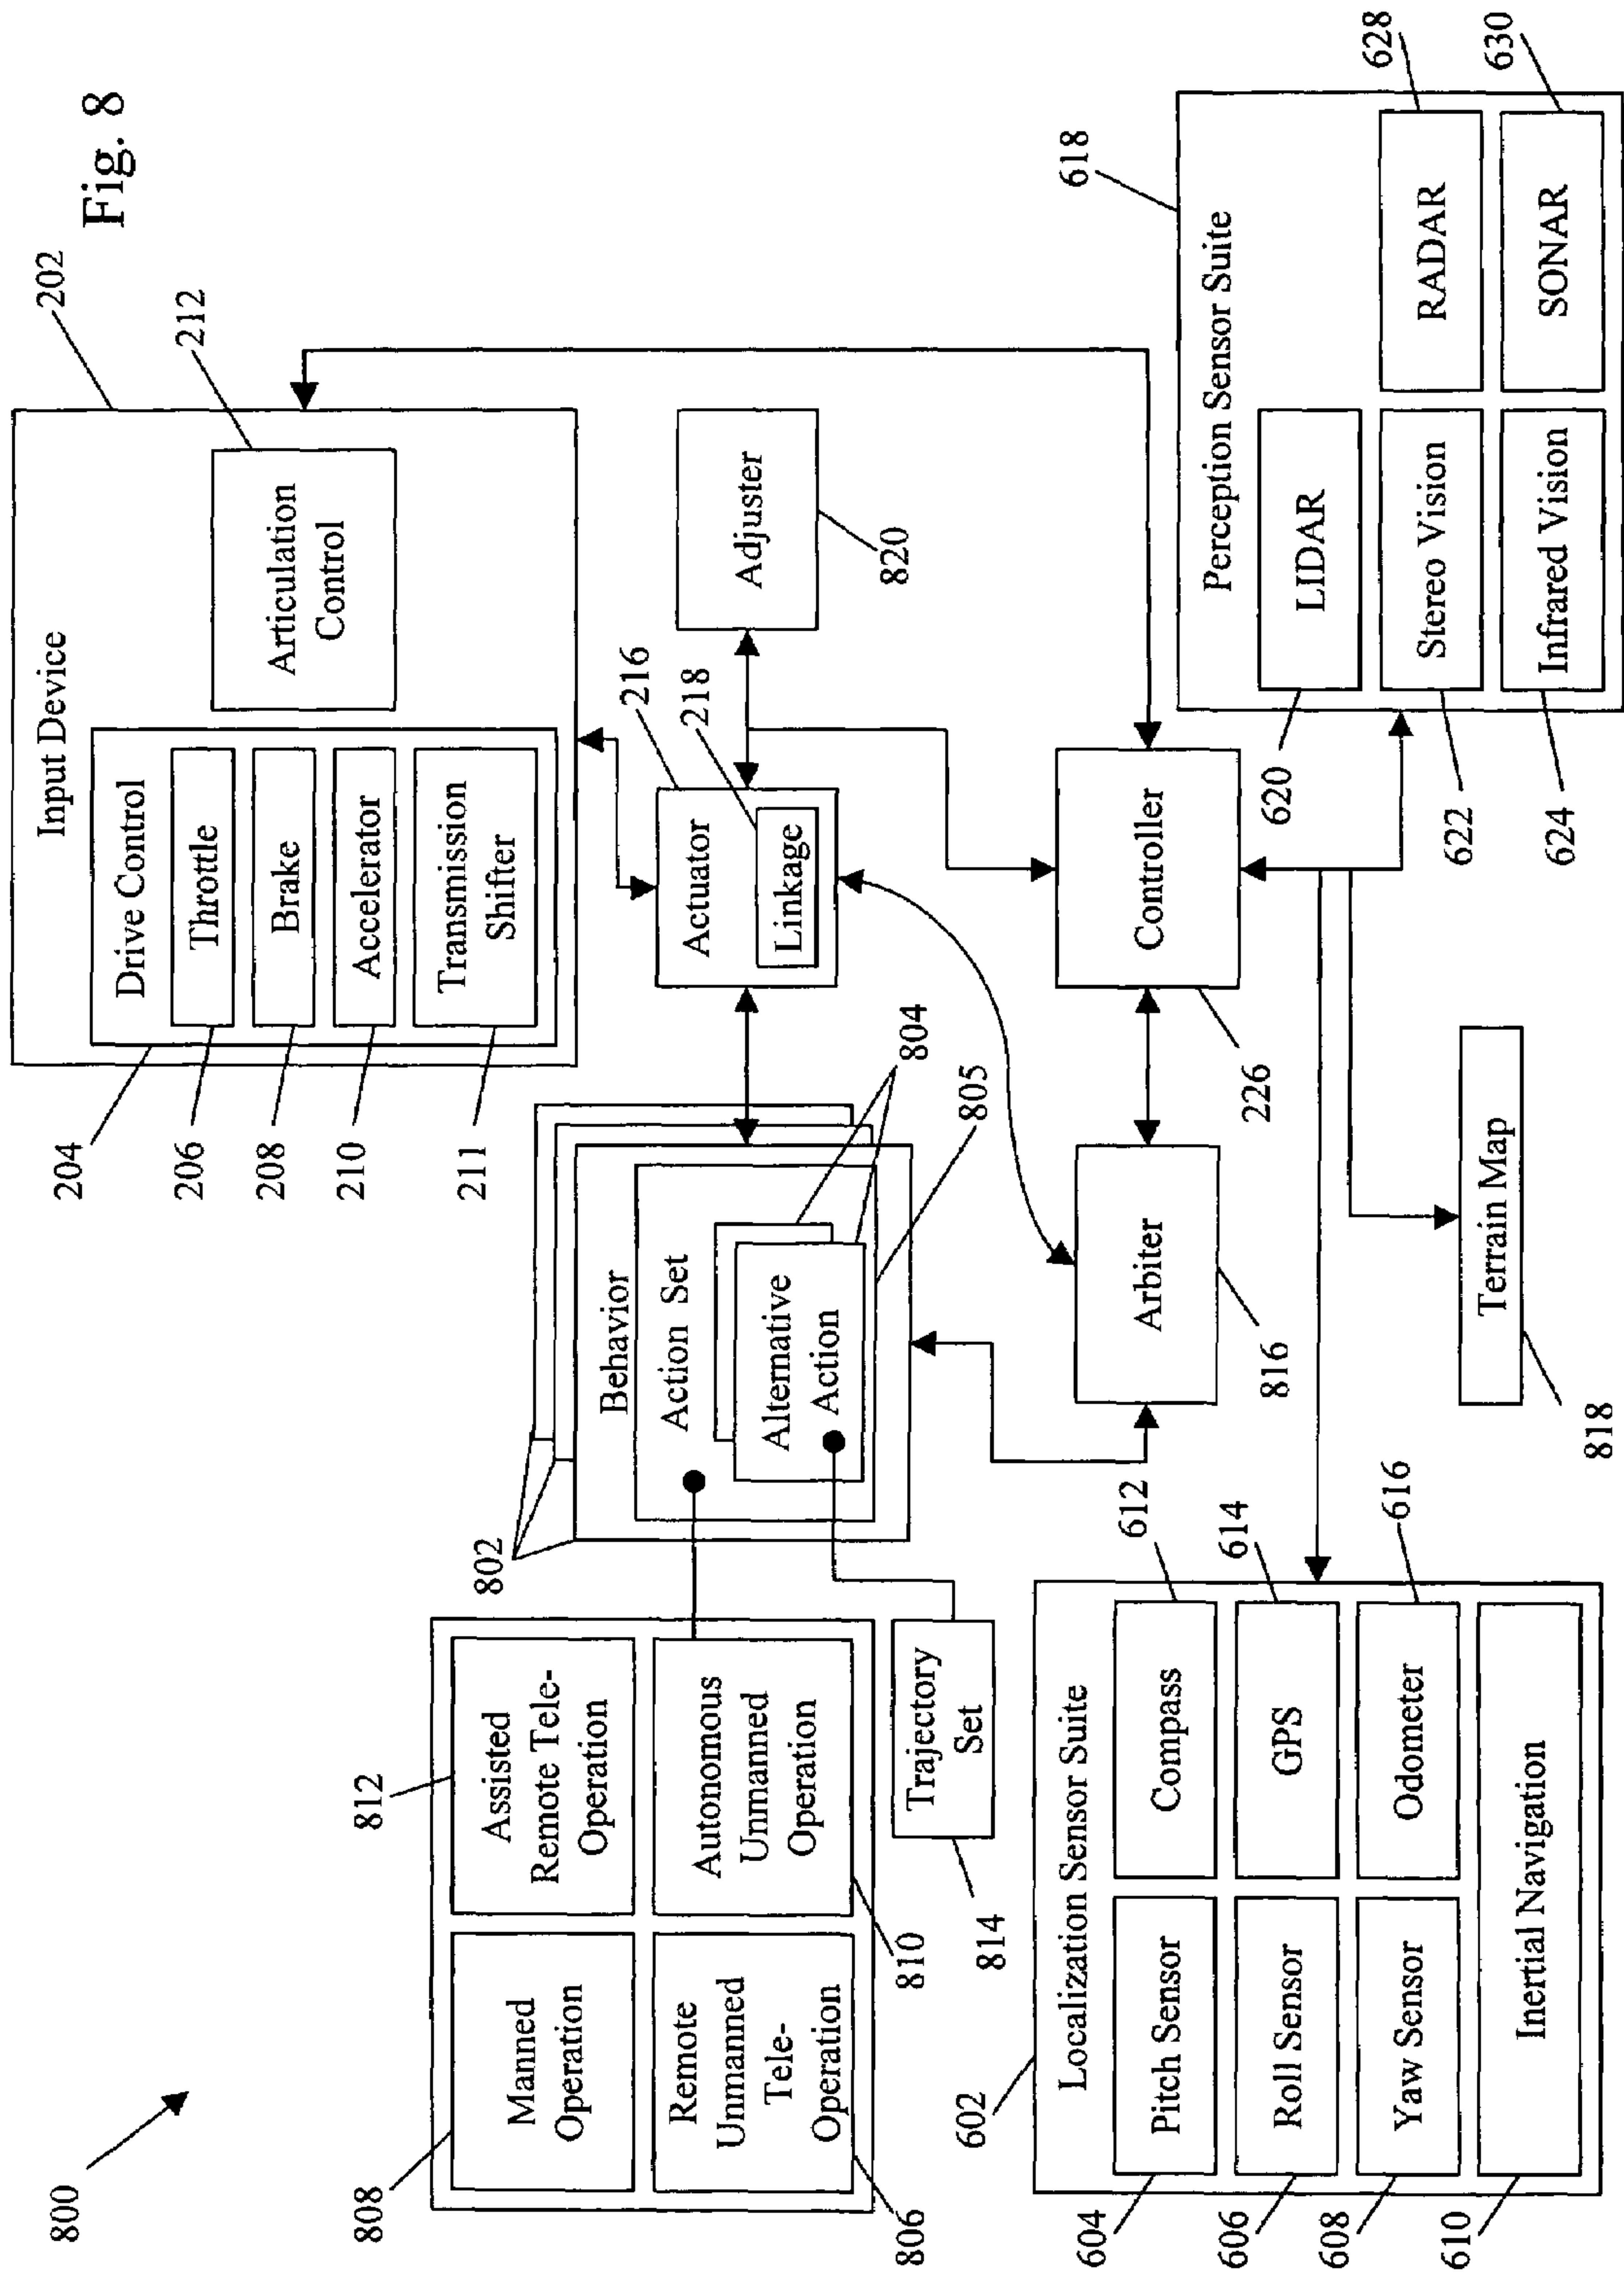 Fig. 8
800
202
Input Device
Drive Control
Throttle
Brake
Accelerator
Transmission
Shifter
Articulation
Control
212
204
206
208
210
211
808
812
Manned
Operation
Assisted
Remote Tele-
Operation
Remote
Unmanned
Tele-
Operation
Autonomous
Unmanned
Operation
806
810
802
Behavior
Action Set
Alternative
Action
804
805
Trajectory
Set
814
Actuator
Linkage
216
218
Adjuster
820
Arbiter
816
Controller
226
602
Localization Sensor Suite
Pitch Sensor
Compass
Roll Sensor
GPS
Yaw Sensor
Odometer
Inertial Navigation
604
606
608
610
612
614
616
Terrain Map
818
618
Perception Sensor Suite
LIDAR
Stereo Vision
RADAR
Infrared Vision
SONAR
620
622
624
628
630